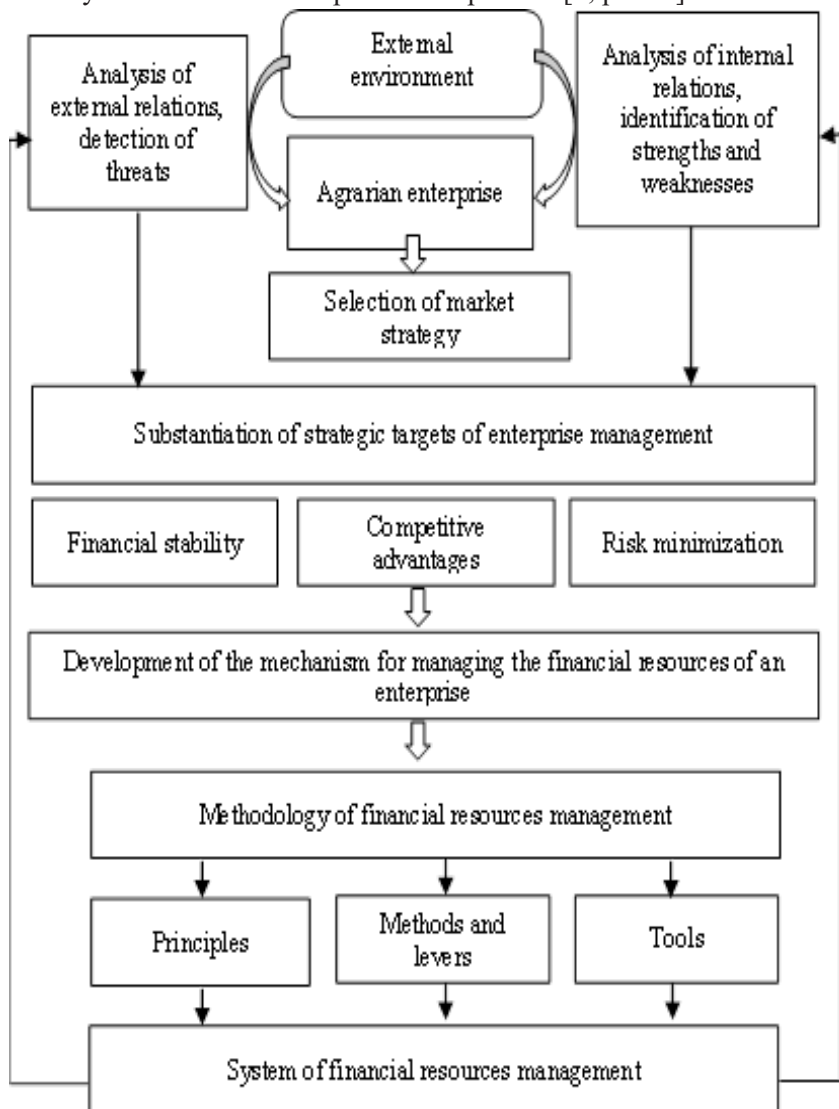 External
environment
Analysis of
external relations,
detection of
threats
Analysis of internal
relations,
identification of
strengths and
weaknesses
Agrarian enterprise
Selection of market
strategy
Substantiation of strategic targets of enterprise management
Financial stability
Competitive
advantages
Risk minimization
Development of the mechanism for managing the financial resources of an
enterprise
Methodology of financial resources management
Principles
Methods and
levers
Tools
System of financial resources management